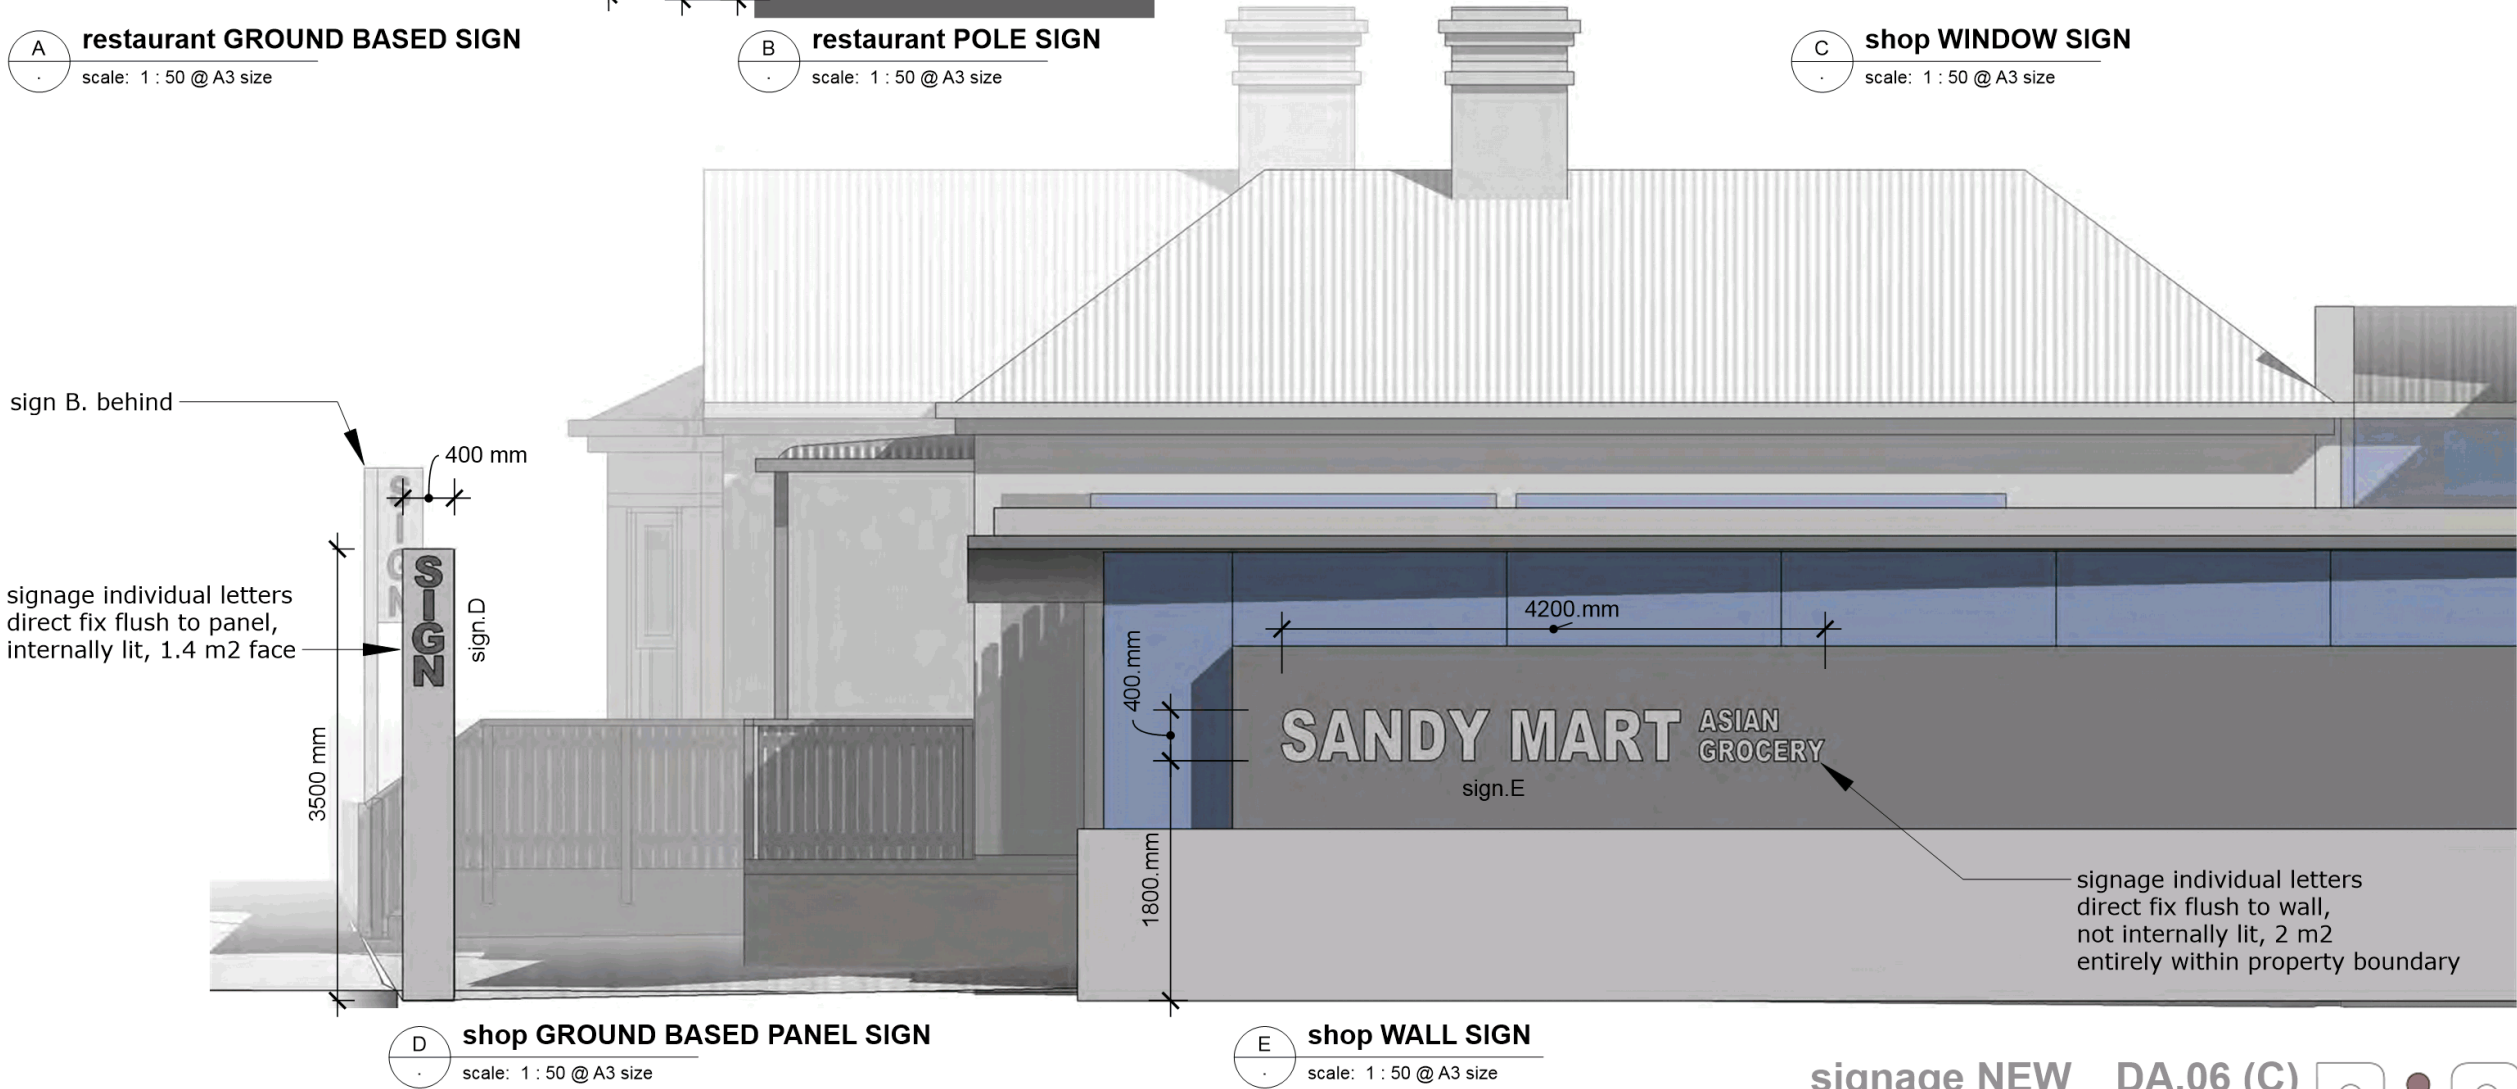 A
restaurant GROUND BASED SIGN
scale: 1 : 50 @ A3 size
B
restaurant POLE SIGN
scale: 1 : 50 @ A3 size
C
shop WINDOW SIGN
scale: 1 : 50 @ A3 size
sign B. behind
400 mm
SIGN
SIGN
sign.D
signage individual letters
direct fix flush to panel,
internally lit, 1.4 m2 face
3500 mm
4200.mm
400.mm
SANDY MART ASIAN
GROCERY
sign.E
1800.mm
signage individual letters
direct fix flush to wall,
not internally lit, 2 m2
entirely within property boundary
D
shop GROUND BASED PANEL SIGN
scale: 1 : 50 @ A3 size
E
shop WALL SIGN
scale: 1 : 50 @ A3 size
signage NEW DA.06 (C)